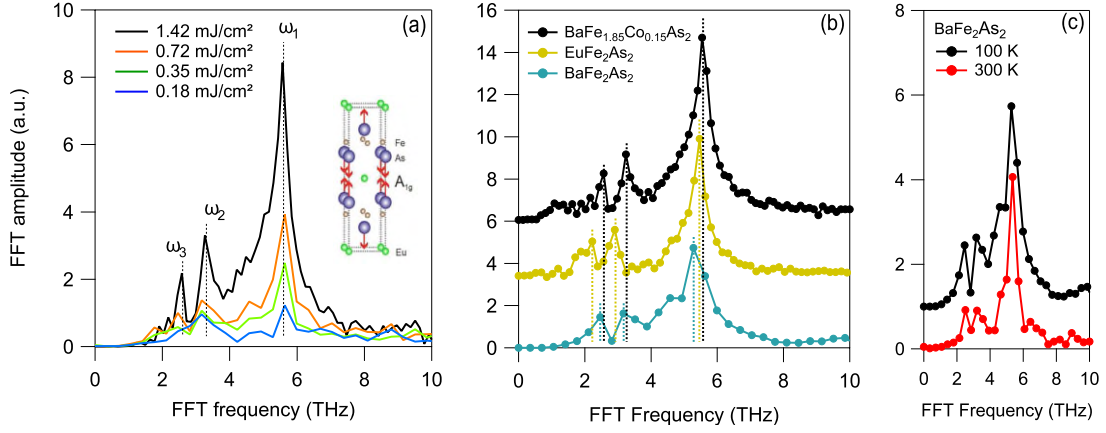 (a)
1.42 mJ/cm²
0.72 mJ/cm²
0.35 mJ/cm²
0.18 mJ/cm²
ω₁
ω₂
ω₃
Fe
As
A₁g
Eu
10
8
6
4
2
0
FFT amplitude (a.u.)
0 2 4 6 8 10
FFT frequency (THz)
(b)
BaFe₁.₈₅Co₀.₁₅As₂
EuFe₂As₂
BaFe₂As₂
16
14
12
10
8
6
4
2
0
0 2 4 6 8 10
FFT Frequency (THz)
(c)
BaFe₂As₂
100 K
300 K
8
6
4
2
0
0 2 4 6 8 10
FFT Frequency (THz)